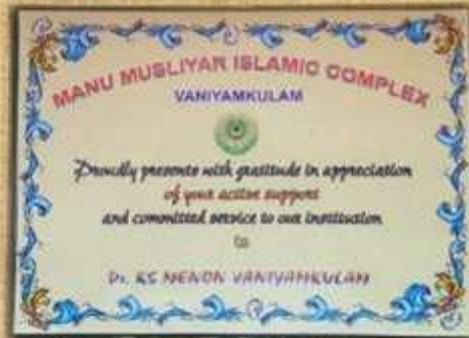 MANU MUSLIYAR ISLAMIC COMPLEX
VANIYAMKULAM
Proudly presents with gratitude in appreciation
of your active support
and committed service to our institution
to
Dr. KS MENON VANIYAMKULAM